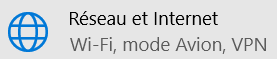 Réseau et Internet
Wi-Fi, mode Avion, VPN